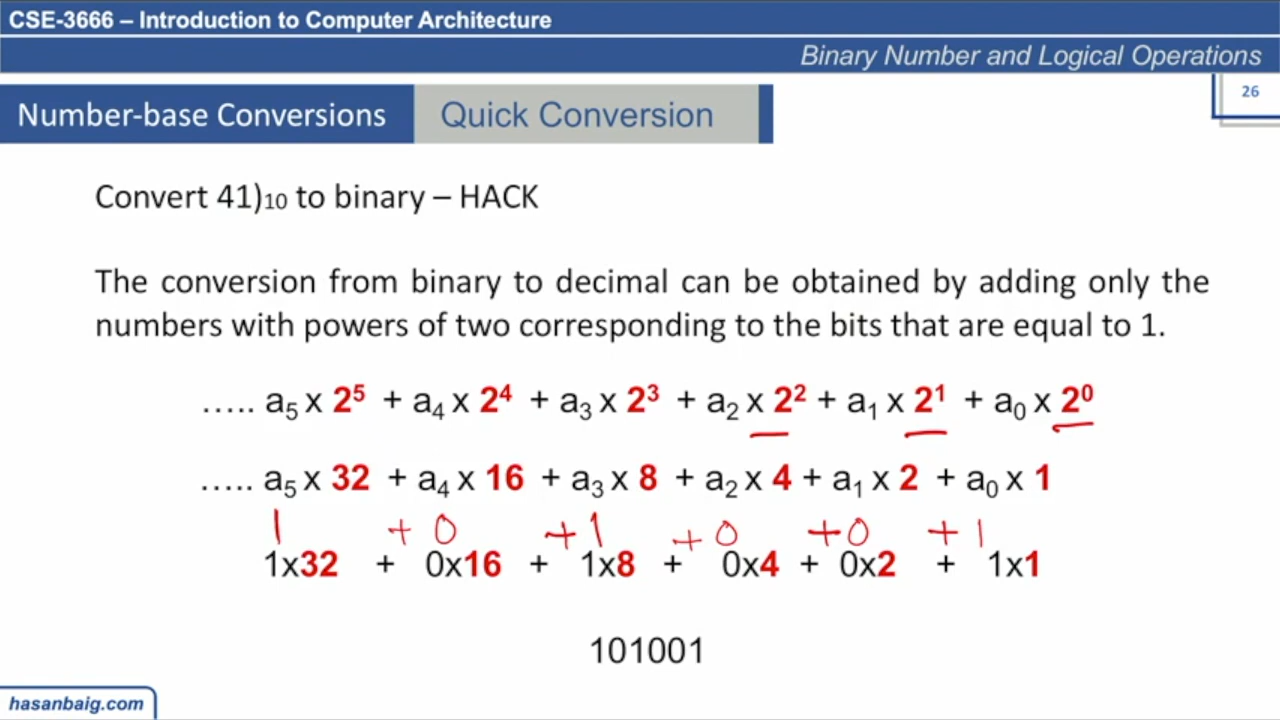 CSE-3666 – Introduction to Computer Architecture
Binary Number and Logical Operations
Number-base Conversions Quick Conversion
26
Convert 41)₁₀ to binary – HACK
The conversion from binary to decimal can be obtained by adding only the
numbers with powers of two corresponding to the bits that are equal to 1.
….. a₅ x 2⁵ + a₄ x 2⁴ + a₃ x 2³ + a₂ x 2² + a₁ x 2¹ + a₀ x 2⁰
….. a₅ x 32 + a₄ x 16 + a₃ x 8 + a₂ x 4 + a₁ x 2 + a₀ x 1
1 + 0 + 1 + 0 + 0 + 1
1x32 + 0x16 + 1x8 + 0x4 + 0x2 + 1x1
101001
hasanbaig.com